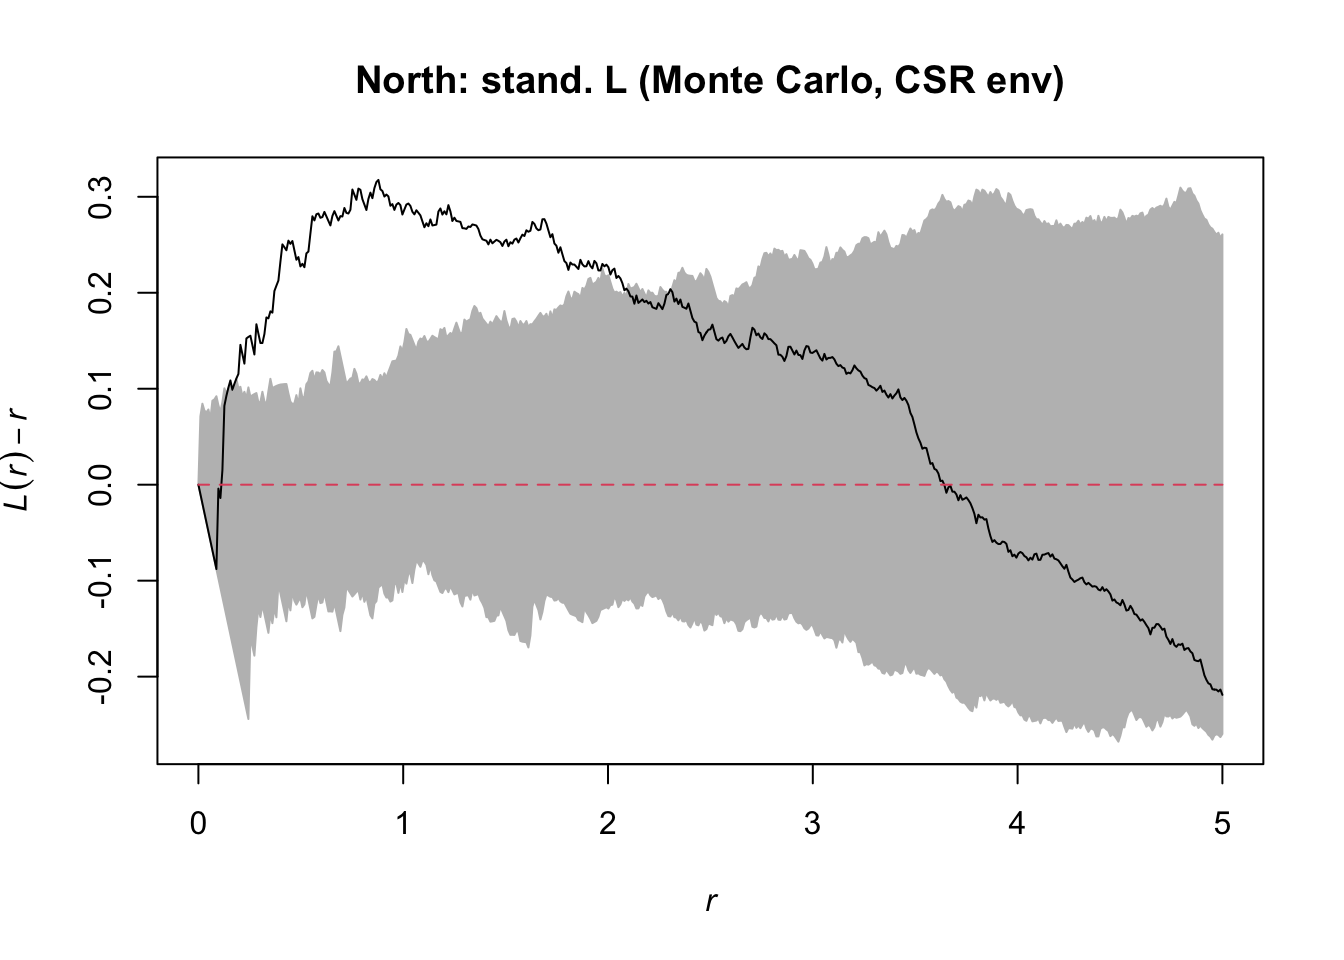 North: stand. L (Monte Carlo, CSR env)
L(r) – r
0.3
0.2
0.1
0.0
-0.1
-0.2
0 1 2 3 4 5
r